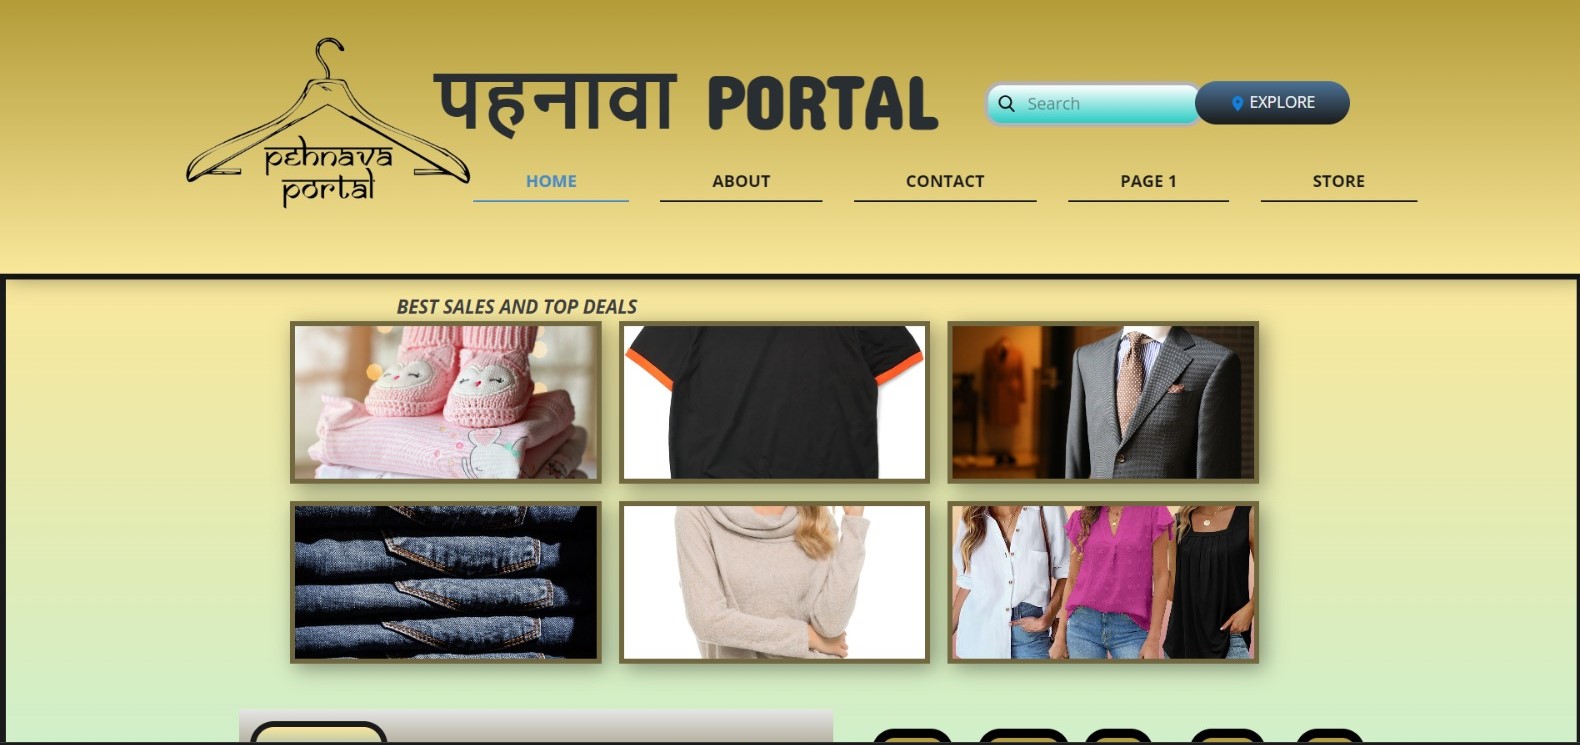 पहनावा PORTAL
pehnava
portal
Search
EXPLORE
HOME
ABOUT
CONTACT
PAGE 1
STORE
BEST SALES AND TOP DEALS